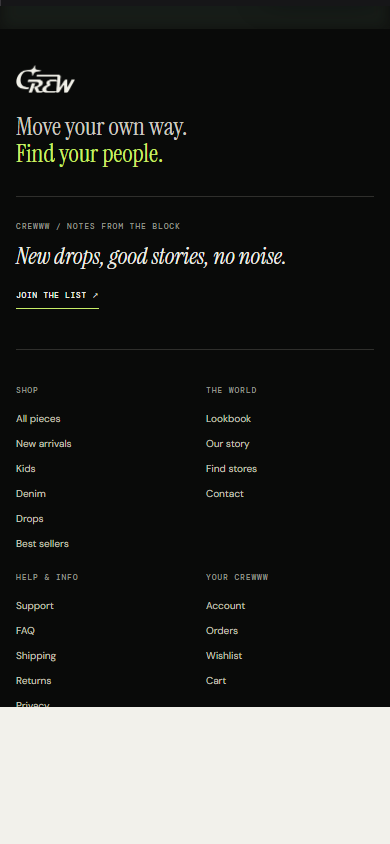 CREW
Move your own way.
Find your people.
CREWWW / NOTES FROM THE BLOCK
New drops, good stories, no noise.
JOIN THE LIST ↗
SHOP
All pieces
New arrivals
Kids
Denim
Drops
Best sellers
THE WORLD
Lookbook
Our story
Find stores
Contact
HELP & INFO
Support
FAQ
Shipping
Returns
Privacy
YOUR CREWWW
Account
Orders
Wishlist
Cart